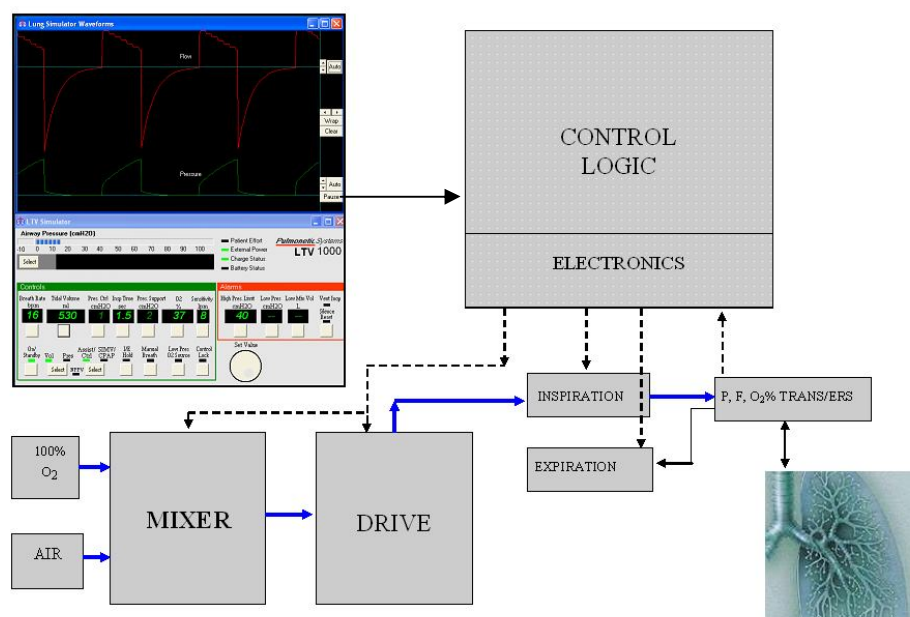 Lung Simulator Waveforms
Flow
Auto
Wrap
Clear
Pressure
Auto
Pause
LTV Simulator
Airway Pressure (cmH2O)
-10 0 10 20 30 40 50 60 70 80 90 100
Select
Patient Effort
External Power
Charge Status
Battery Status
Pulmonetic Systems
LTV 1000
Controls
Breath Rate Tidal Volume Pres. Ctrl Insp Time Pres. Support O2 Sensitivity
bpm ml cmH2O sec cmH2O % lpm
16 530 1 1.5 2 37 8
On/ Assist/ SIMV/ I/E Manual Low Pres. Control
Standby Vol Pres Ctrl CPAP Hold Breath O2 Source Lock
Select NPPV Select
Alarms
High Pres. Limit Low Pres. Low Min Vol Vent Inop
cmH2O cmH2O L
40 -- --
Silence
Reset
Set Value
CONTROL
LOGIC
ELECTRONICS
INSPIRATION
P, F, O2% TRANS/ERS
EXPIRATION
100%
O2
AIR
MIXER
DRIVE